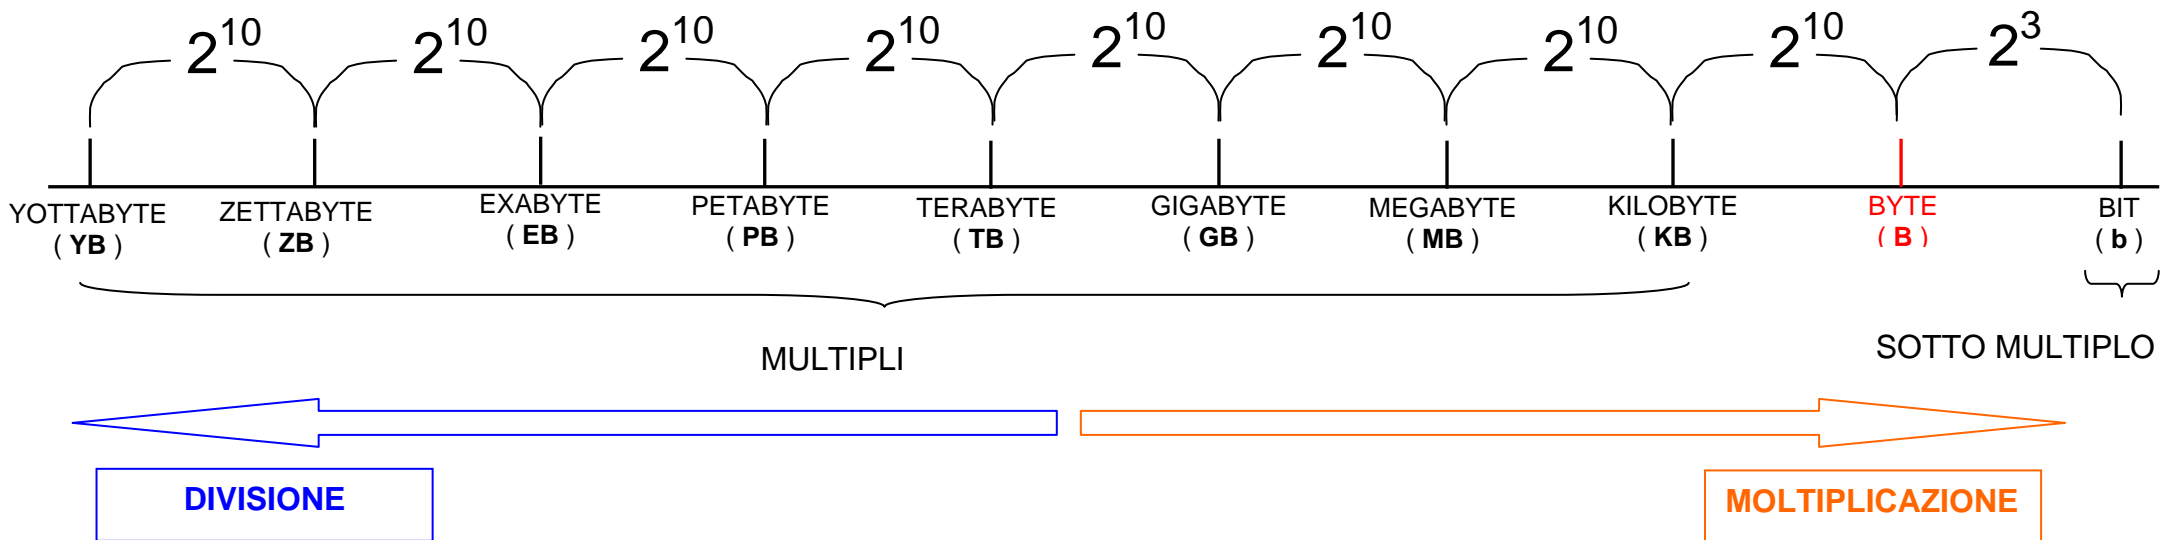 2^10 2^10 2^10 2^10 2^10 2^10 2^10 2^10 2^3
YOTTABYTE ZETTABYTE EXABYTE PETABYTE TERABYTE GIGABYTE MEGABYTE KILOBYTE BYTE BIT
( YB ) ( ZB ) ( EB ) ( PB ) ( TB ) ( GB ) ( MB ) ( KB ) ( B ) ( b )
MULTIPLI SOTTO MULTIPLO
DIVISIONE MOLTIPLICAZIONE